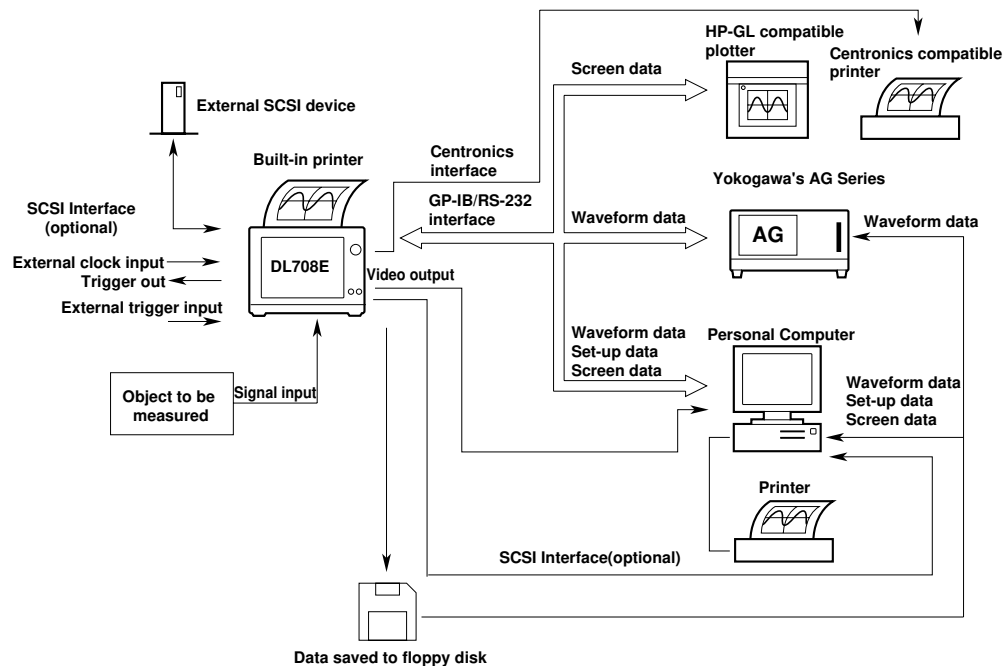 HP-GL compatible
plotter
Centronics compatible
printer
Screen data
External SCSI device
Built-in printer
Centronics
interface
GP-IB/RS-232
interface
Yokogawa's AG Series
SCSI Interface
(optional)
Waveform data
AG
Waveform data
External clock input
DL708E
Video output
Trigger out
External trigger input
Waveform data
Set-up data
Screen data
Personal Computer
Object to be
measured
Signal input
Waveform data
Set-up data
Screen data
Printer
SCSI Interface(optional)
Data saved to floppy disk